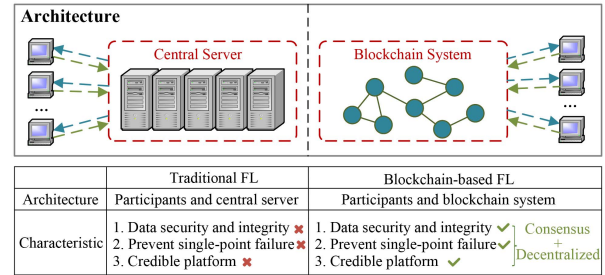 Architecture
Central Server
Blockchain System
...
...
Traditional FL
Blockchain-based FL
Architecture
Participants and central server
Participants and blockchain system
Characteristic
1. Data security and integrity ✖
2. Prevent single-point failure ✖
3. Credible platform ✖
1. Data security and integrity ✔
2. Prevent single-point failure ✔
3. Credible platform ✔
Consensus
+
Decentralized